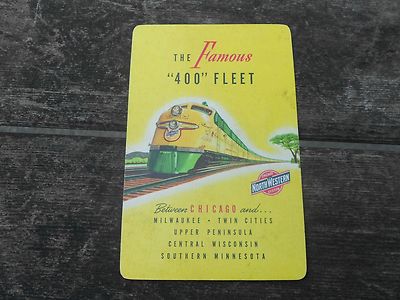 THE Famous
"400" FLEET
NORTH WESTERN
Between CHICAGO and...
MILWAUKEE - TWIN CITIES
UPPER PENINSULA
CENTRAL WISCONSIN
SOUTHERN MINNESOTA